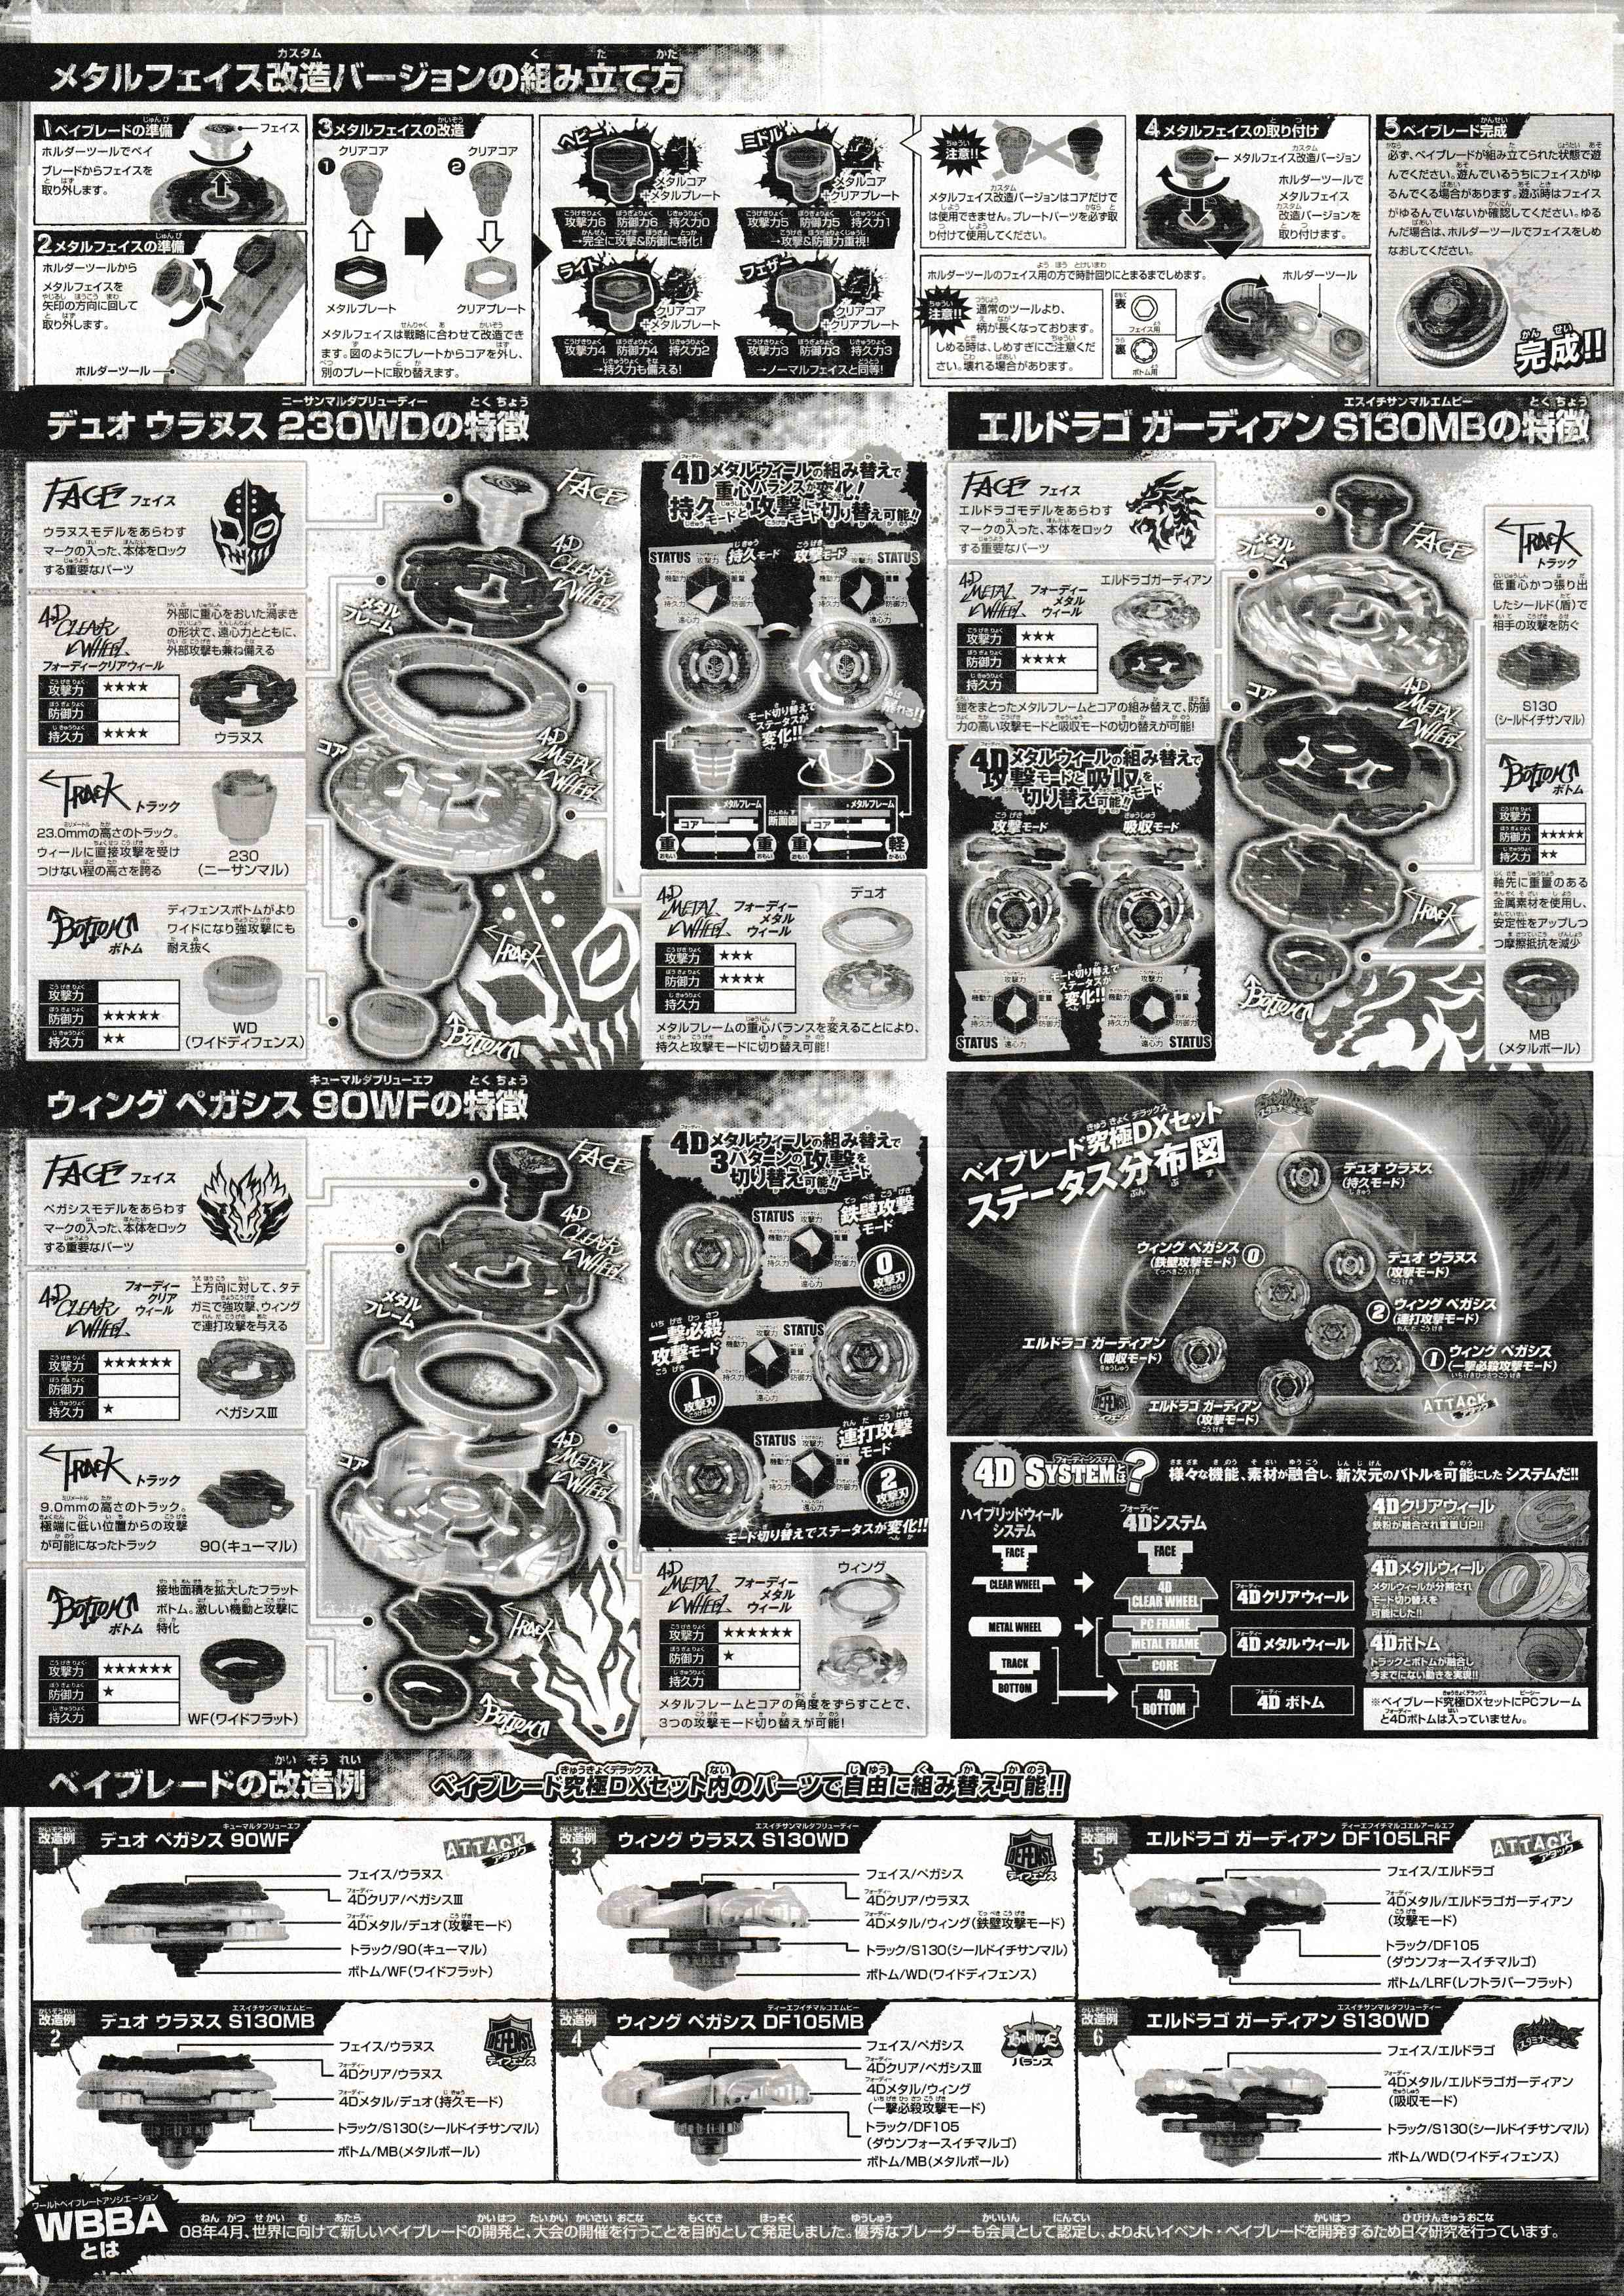 メタルフェイス改造バージョンの組み立て方
カスタム
1 ベイブレードの準備
ホルダーツールでベイ
ブレードからフェイスを
取り外します。
フェイス
2 メタルフェイスの準備
ホルダーツールから
メタルフェイスを
矢印の方向に回して
取り外します。
ホルダーツール
3 メタルフェイスの改造
1
クリアコア
メタルプレート
2
クリアコア
クリアプレート
メタルフェイスは戦略に合わせて改造でき
ます。図のようにプレートからコアを外し、
別のプレートに取り替えます。
ヘビー
メタルコア
+メタルプレート
攻撃力6 防御力6 持久力0
→完全に攻撃&防御に特化!
ミドル
メタルコア
+クリアプレート
攻撃力5 防御力5 持久力1
→攻撃&防御力重視!
ライト
クリアコア
+メタルプレート
攻撃力4 防御力4 持久力2
→持久力も備える!
フェザー
クリアコア
+クリアプレート
攻撃力3 防御力3 持久力3
→ノーマルフェイスと同等!
注意!!
メタルフェイス改造バージョンはコアだけで
は使用できません。プレートパーツを必ず取
り付けて使用してください。
4 メタルフェイスの取り付け
メタルフェイス改造バージョン
ホルダーツールで
メタルフェイス
改造バージョンを
取り付けます。
ホルダーツールのフェイス用の方で時計回りにとまるまでしめます。
注意!!
通常のツールより、
柄が長くなっております。
しめる時は、しめすぎにご注意くだ
さい。壊れる場合があります。
表
フェイス用
裏
ボトム用
ホルダーツール
5 ベイブレード完成
必ず、ベイブレードが組み立てられた状態で遊
んでください。遊んでいるうちにフェイスがゆ
るんでくる場合があります。遊ぶ時はフェイス
がゆるんでいないか確認してください。ゆる
んだ場合は、ホルダーツールでフェイスをしめ
なおしてください。
完成!!
ニーサンマルダブリューディー
デュオ ウラヌス 230WDの特徴
FACE フェイス
ウラヌスモデルをあらわす
マークの入った、本体をロック
する重要なパーツ
4D CLEAR WHEEL
フォーディークリアウィール
外部に重心をおいた渦まき
の形状で、遠心力とともに、
外部攻撃も兼ね備える
攻撃力 ★★★★
防御力
持久力 ★★★★
ウラヌス
TRACK トラック
23.0mmの高さのトラック。
ウィールに直接攻撃を受け
つけない程の高さを誇る
230
(ニーサンマル)
BOTTOM ボトム
ディフェンスボトムがより
ワイドになり強攻撃にも
耐え抜く
攻撃力
防御力 ★★★★★
持久力 ★★
WD
(ワイドディフェンス)
FACE
4D CLEAR WHEEL
メタルフレーム
4D METAL WHEEL
コア
TRACK
BOTTOM
4Dメタルウィールの組み替えで
重心バランスが変化!
持久モードと攻撃モードに切り替え可能!!
STATUS 持久モード 攻撃モード STATUS
攻撃力 重量 防御力 遠心力 持久力 機動力
モード切り替えで
ステータスが
変化!!
メタルフレーム
コア
断面図
メタルフレーム
コア
重 重 重 軽
4D METAL WHEEL
フォーディー
メタル
ウィール
デュオ
攻撃力 ★★★
防御力 ★★★★
持久力
メタルフレームの重心バランスを変えることにより、
持久と攻撃モードに切り替え可能!
エスイチサンマルエムビー
エルドラゴ ガーディアン S130MBの特徴
FACE フェイス
エルドラゴモデルをあらわす
マークの入った、本体をロック
する重要なパーツ
4D METAL WHEEL
フォーディー
メタル
ウィール
エルドラゴガーディアン
攻撃力 ★★★
防御力 ★★★★
持久力
鎧をまとったメタルフレームとコアの組み替えで、防御
力の高い攻撃モードと吸収モードの切り替えが可能!
4Dメタルウィールの組み替えで
攻撃モードと吸収モードを
切り替え可能!!
攻撃モード 吸収モード
モード切り替えで
ステータスが
変化!!
STATUS STATUS
メタルフレーム
FACE
コア
4D METAL WHEEL
TRACK
BOTTOM
TRACK
トラック
低重心かつ張り出
したシールド(盾)で
相手の攻撃を防ぐ
S130
(シールドイチサンマル)
BOTTOM
ボトム
攻撃力
防御力 ★★★★★
持久力 ★★
軸先に重量のある
金属素材を使用し、
安定性をアップしつ
つ摩擦抵抗を減少
MB
(メタルボール)
キューマルダブリューエフ
ウィング ペガシス 90WFの特徴
FACE フェイス
ペガシスモデルをあらわす
マークの入った、本体をロック
する重要なパーツ
4D CLEAR WHEEL
フォーディー
クリア
ウィール
上方向に対して、タテ
ガミで強攻撃、ウィング
で連打攻撃を与える
攻撃力 ★★★★★★
防御力
持久力 ★
ペガシスⅢ
TRACK トラック
9.0mmの高さのトラック。
極端に低い位置からの攻撃
が可能になったトラック
90(キューマル)
BOTTOM ボトム
接地面積を拡大したフラット
ボトム。激しい機動と攻撃に
特化
攻撃力 ★★★★★★
防御力 ★
持久力
WF(ワイドフラット)
FACE
4D CLEAR WHEEL
メタルフレーム
コア
4D METAL WHEEL
TRACK
BOTTOM
4Dメタルウィールの組み替えで
3パターンの攻撃モードを
切り替え可能!!
STATUS 鉄壁攻撃モード
0 攻撃刃
一撃必殺攻撃モード STATUS
1 攻撃刃
STATUS 連打攻撃モード
2 攻撃刃
モード切り替えでステータスが変化!!
4D METAL WHEEL
フォーディー
メタル
ウィール
ウィング
攻撃力 ★★★★★★
防御力 ★
持久力
メタルフレームとコアの角度をずらすことで、
3つの攻撃モード切り替えが可能!
ベイブレード究極DXセット
ステータス分布図
スタミナ
デュオ ウラヌス
(持久モード)
ウィング ペガシス 0
(鉄壁攻撃モード)
デュオ ウラヌス
(攻撃モード)
2 ウィング ペガシス
(連打攻撃モード)
エルドラゴ ガーディアン
(吸収モード)
1 ウィング ペガシス
(一撃必殺攻撃モード)
DEFENSE
ディフェンス
エルドラゴ ガーディアン
(攻撃モード)
ATTACK
アタック
4D SYSTEMとは?
様々な機能、素材が融合し、新次元のバトルを可能にしたシステムだ!!
ハイブリッドウィール
システム
FACE
CLEAR WHEEL
METAL WHEEL
TRACK
BOTTOM
フォーディー
4Dシステム
FACE
4D
CLEAR WHEEL
PC FRAME
METAL FRAME
CORE
4D
BOTTOM
4Dクリアウィール
4Dメタルウィール
4D ボトム
4Dクリアウィール
鉄粉が融合され重量UP!!
4Dメタルウィール
メタルウィールが分割され
モード切り替えを
可能にした!!
4Dボトム
トラックとボトムが融合し
今までにない動きを実現!!
※ベイブレード究極DXセットにPCフレーム
と4Dボトムは入っていません。
ベイブレードの改造例
ベイブレード究極DXセット内のパーツで自由に組み替え可能!!
改造例1 デュオ ペガシス 90WF
ATTACK アタック
フェイス/ウラヌス
4Dクリア/ペガシスⅢ
4Dメタル/デュオ(攻撃モード)
トラック/90(キューマル)
ボトム/WF(ワイドフラット)
改造例3 ウィング ウラヌス S130WD
DEFENSE ディフェンス
フェイス/ペガシス
4Dクリア/ウラヌス
4Dメタル/ウィング(鉄壁攻撃モード)
トラック/S130(シールドイチサンマル)
ボトム/WD(ワイドディフェンス)
改造例5 エルドラゴ ガーディアン DF105LRF
ATTACK アタック
フェイス/エルドラゴ
4Dメタル/エルドラゴガーディアン
(攻撃モード)
トラック/DF105
(ダウンフォースイチマルゴ)
ボトム/LRF(レフトラバーフラット)
改造例2 デュオ ウラヌス S130MB
DEFENSE ディフェンス
フェイス/ウラヌス
4Dクリア/ウラヌス
4Dメタル/デュオ(持久モード)
トラック/S130(シールドイチサンマル)
ボトム/MB(メタルボール)
改造例4 ウィング ペガシス DF105MB
Balance バランス
フェイス/ペガシス
4Dクリア/ペガシスⅢ
4Dメタル/ウィング
(一撃必殺攻撃モード)
トラック/DF105
(ダウンフォースイチマルゴ)
ボトム/MB(メタルボール)
改造例6 エルドラゴ ガーディアン S130WD
スタミナ
フェイス/エルドラゴ
4Dメタル/エルドラゴガーディアン
(吸収モード)
トラック/S130(シールドイチサンマル)
ボトム/WD(ワイドディフェンス)
ワールドベイブレードアソシエーション
WBBA
とは
08年4月、世界に向けて新しいベイブレードの開発と、大会の開催を行うことを目的として発足しました。優秀なブレーダーも会員として認定し、よりよいイベント・ベイブレードを開発するため日々研究を行っています。